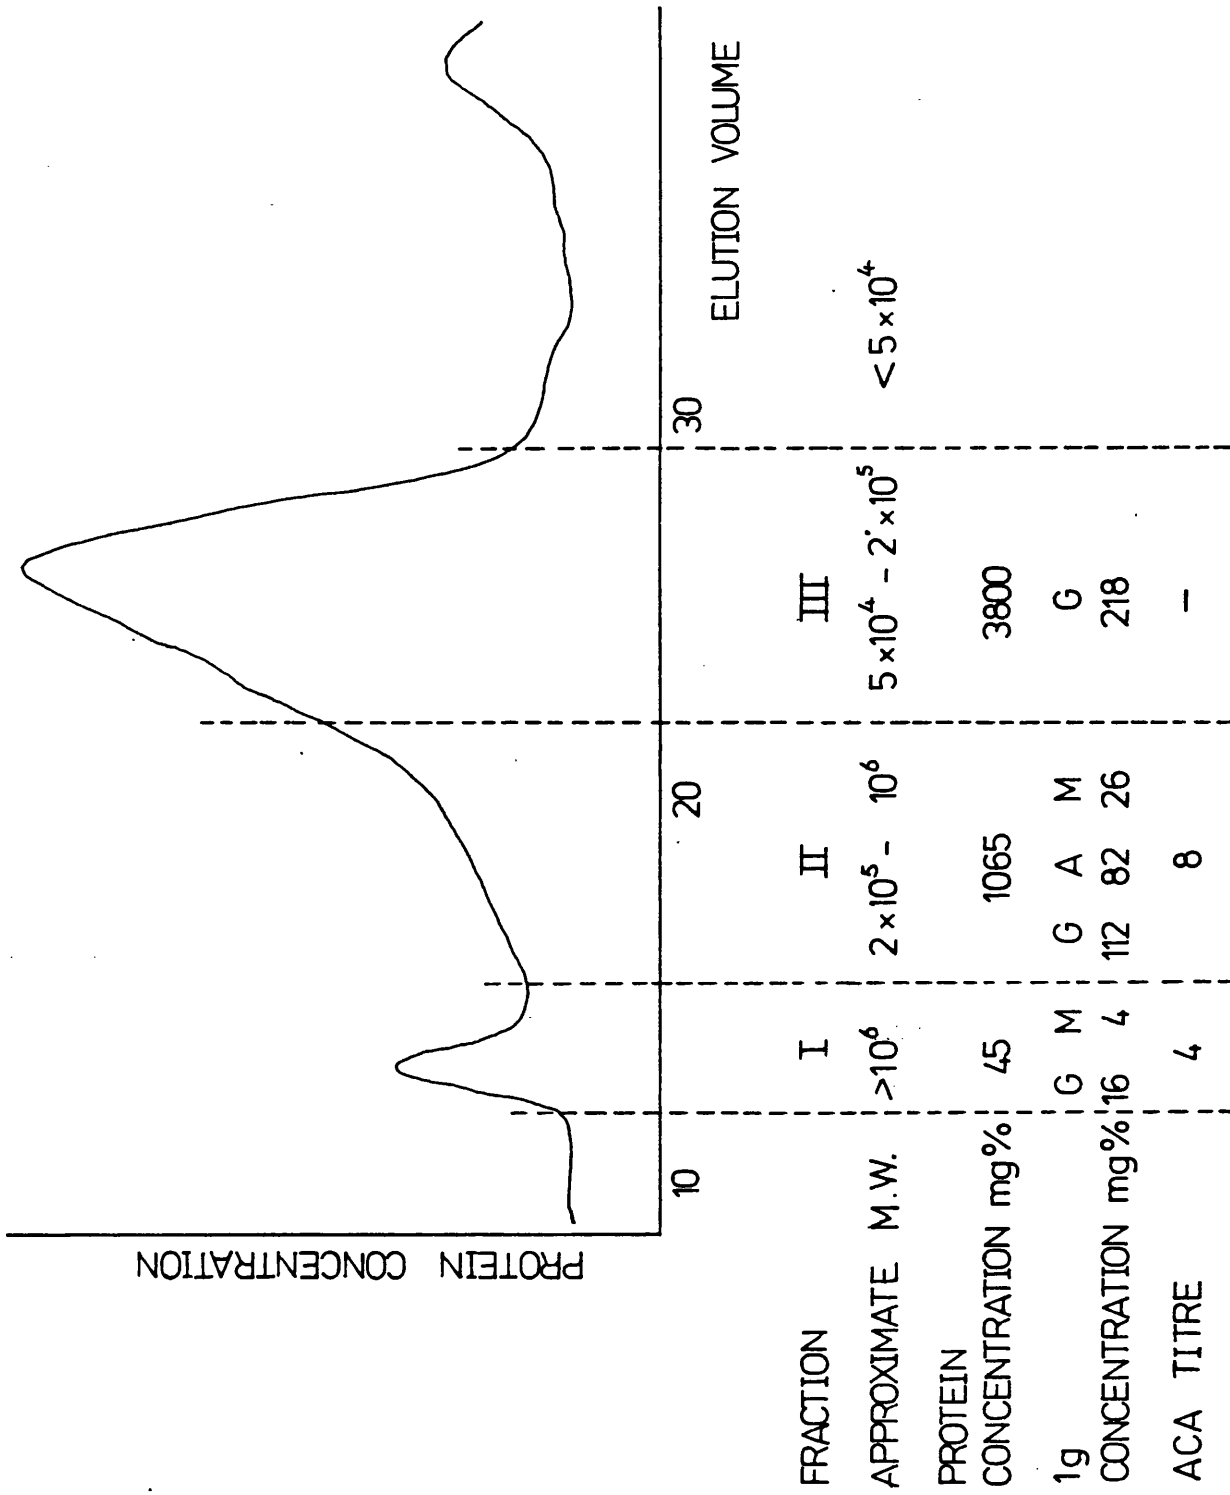 PROTEIN CONCENTRATION
10 20 30
ELUTION VOLUME
FRACTION I II III
APPROXIMATE M.W. >10⁶ 2×10⁵ - 10⁶ 5×10⁴ - 2×10⁵ <5×10⁴
PROTEIN
CONCENTRATION mg% 45 1065 3800
1g G M G A M G
CONCENTRATION mg% 16 4 112 82 26 218
ACA TITRE 4 8 -